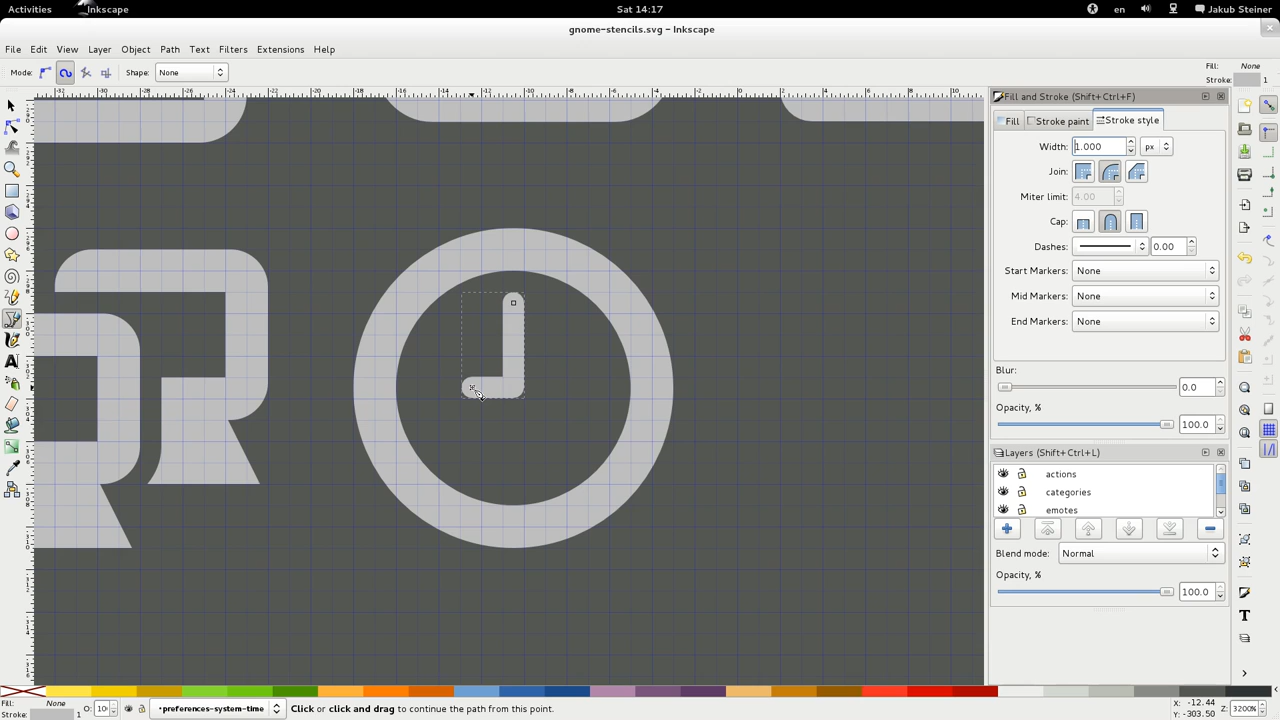 Activities Inkscape Sat 14:17 en Jakub Steiner
gnome-stencils.svg – Inkscape
File Edit View Layer Object Path Text Filters Extensions Help
Mode: Shape: None Fill: None
Stroke: 1
Fill and Stroke (Shift+Ctrl+F)
Fill Stroke paint Stroke style
Width: 1.000 px
Join:
Miter limit: 4.00
Cap:
Dashes: 0.00
Start Markers: None
Mid Markers: None
End Markers: None
Blur:
0.0
Opacity, %
100.0
Layers (Shift+Ctrl+L)
actions
categories
emotes
Blend mode: Normal
Opacity, %
100.0
Fill: None
Stroke: 1 O: 10 •preferences-system-time Click or click and drag to continue the path from this point. X: -12.44 Y: -303.50 Z: 3200%